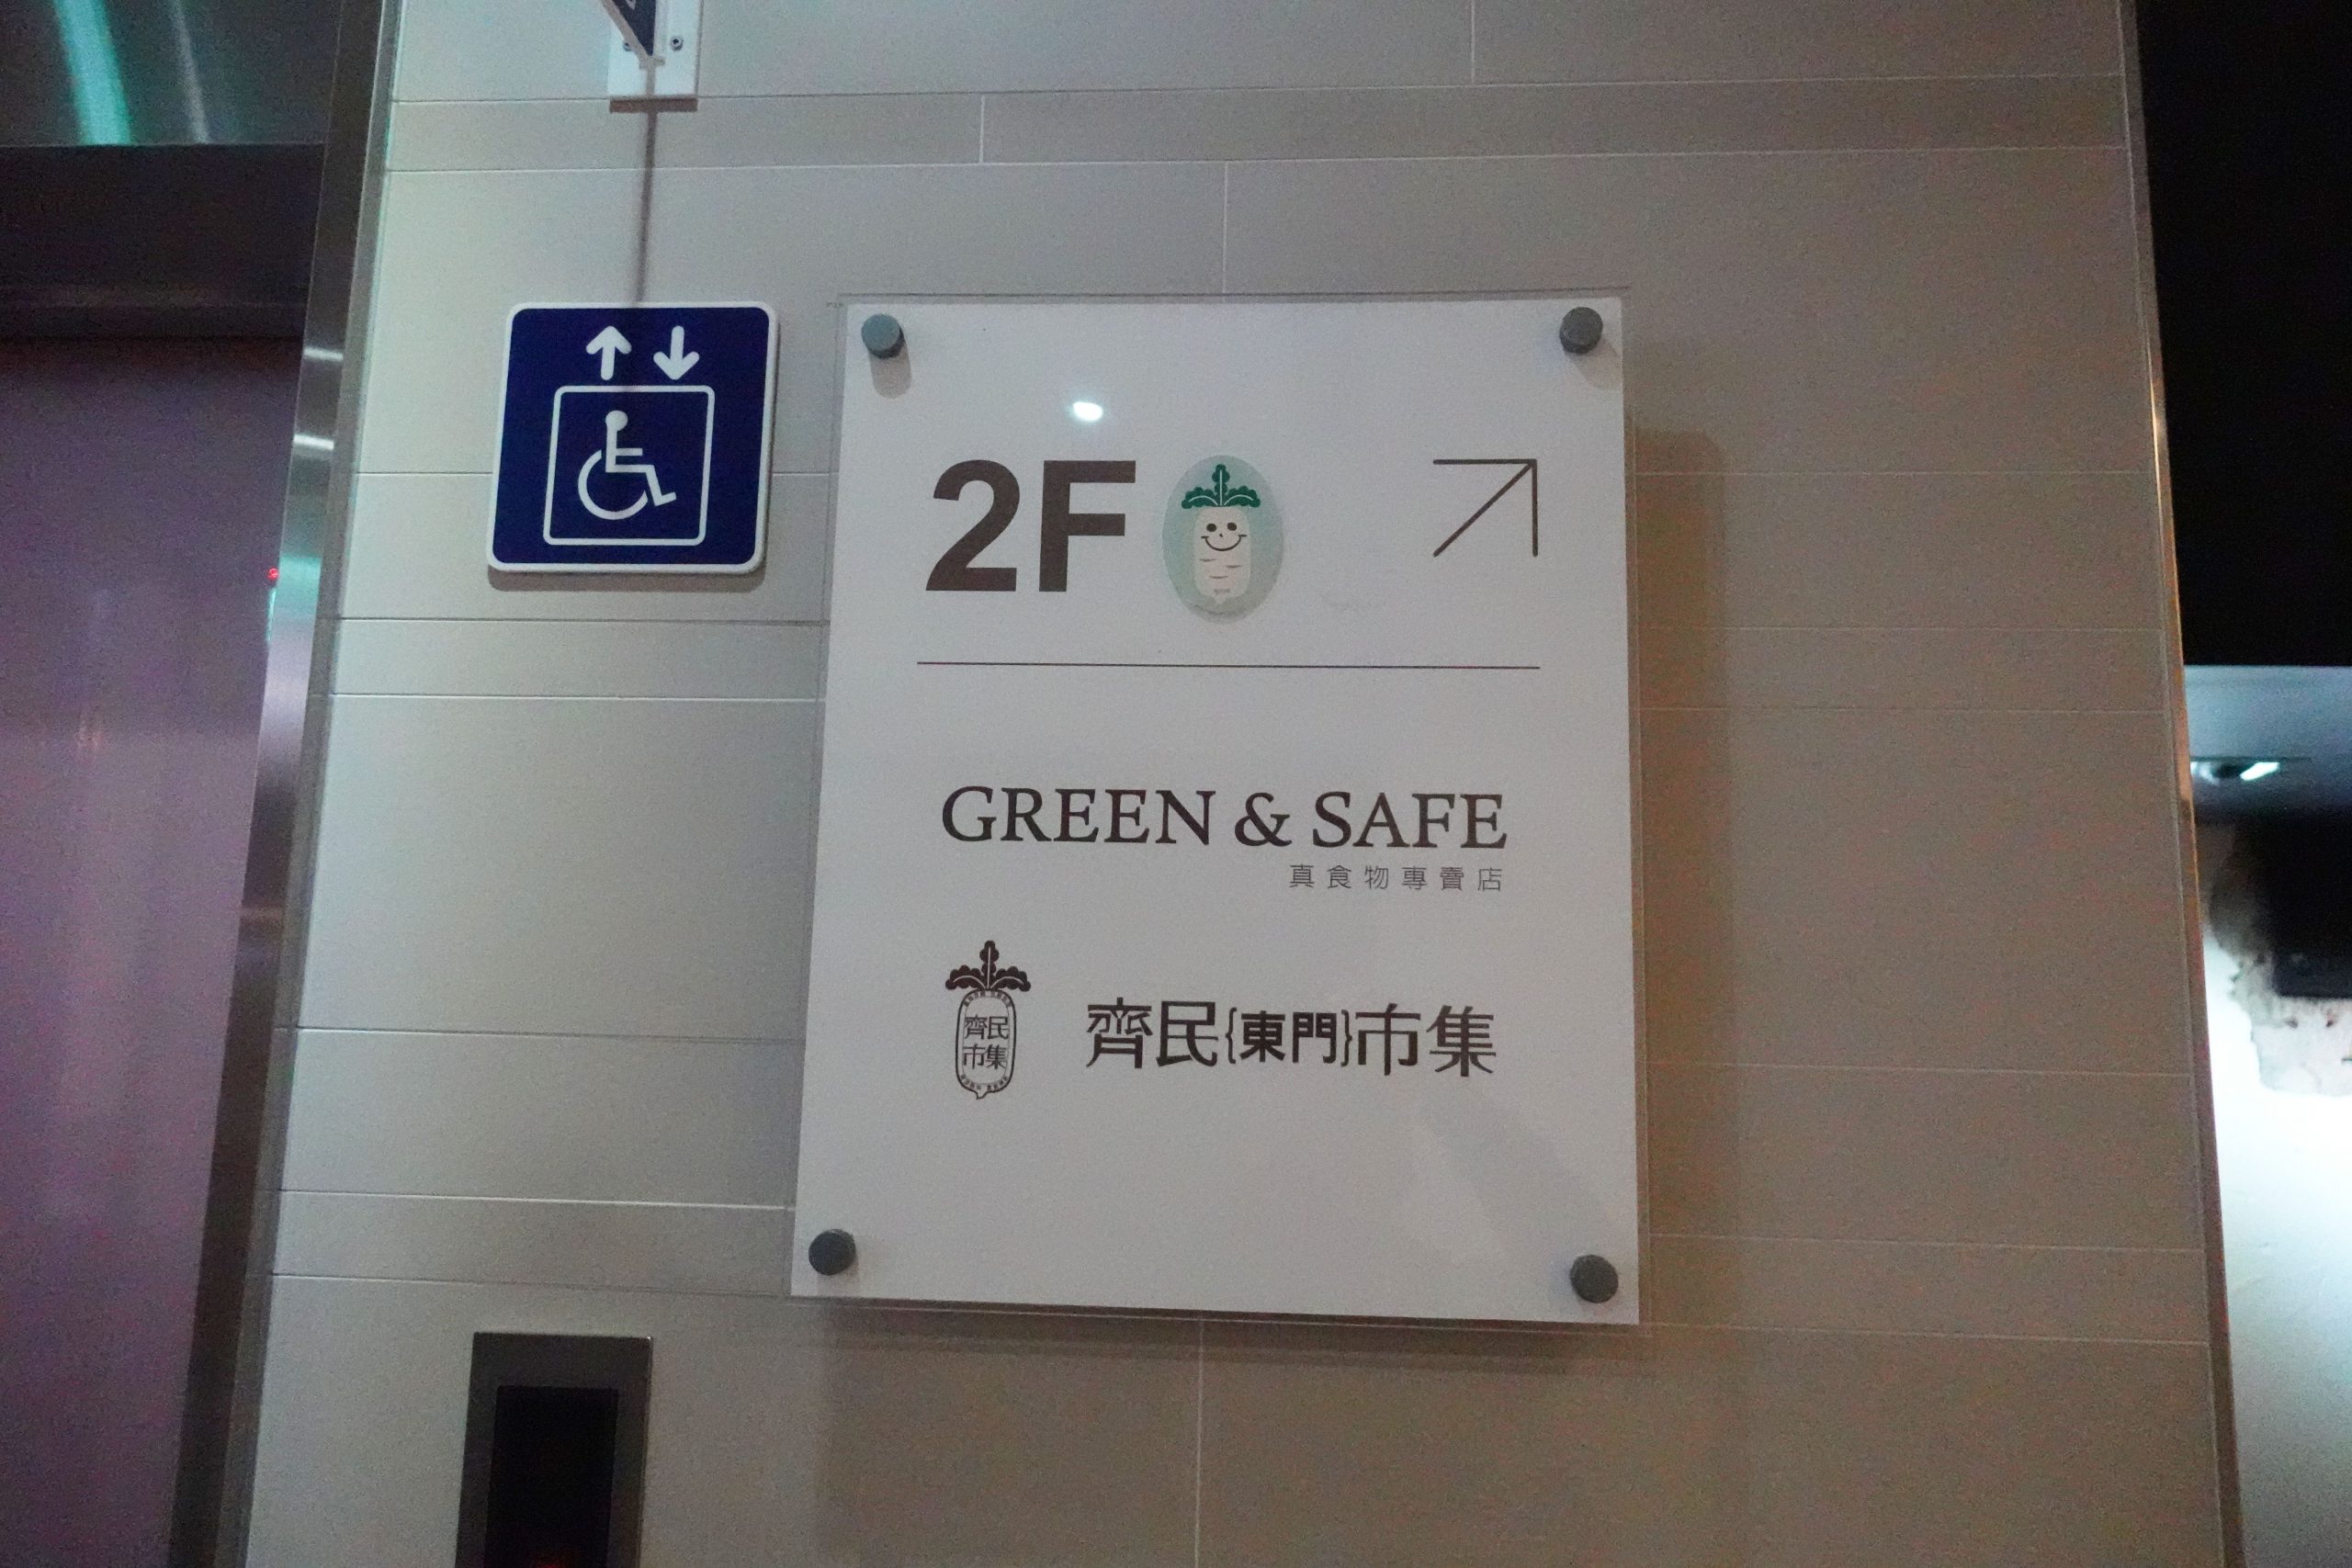 2F
GREEN & SAFE
真食物專賣店
齊民
市集
齊民{東門}市集